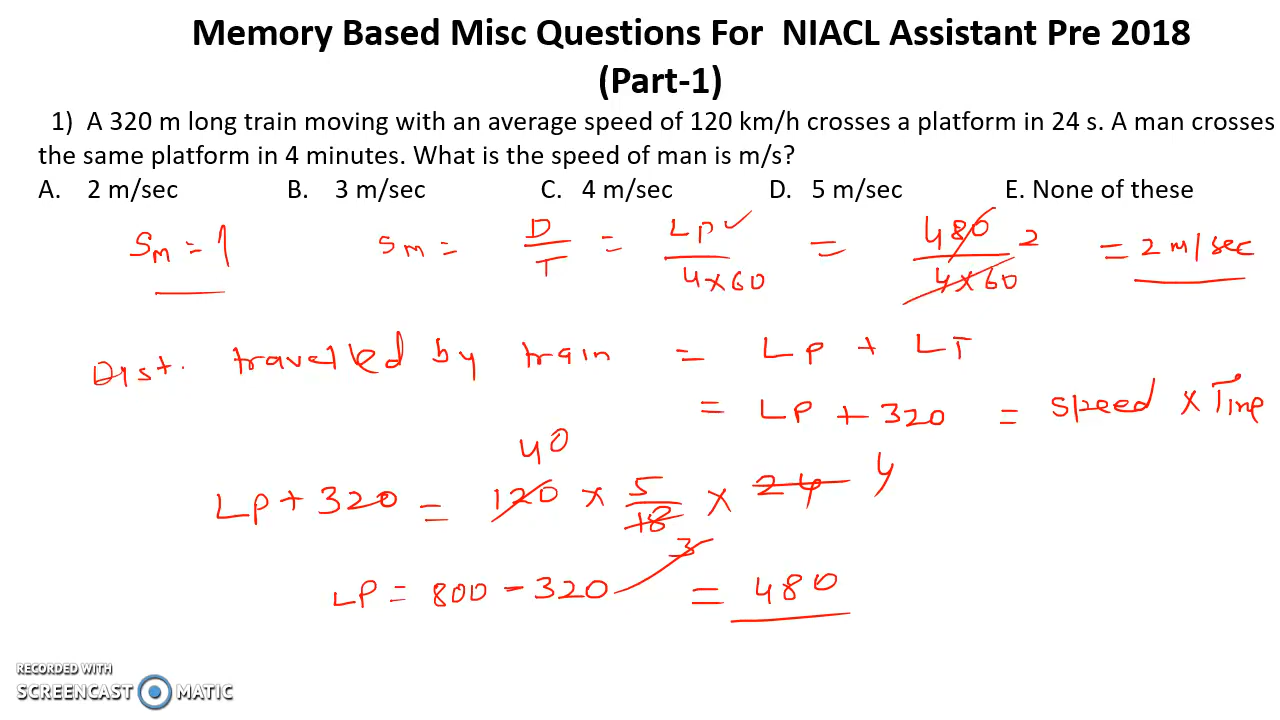 Memory Based Misc Questions For NIACL Assistant Pre 2018
(Part-1)
1) A 320 m long train moving with an average speed of 120 km/h crosses a platform in 24 s. A man crosses
the same platform in 4 minutes. What is the speed of man is m/s?
A. 2 m/sec B. 3 m/sec C. 4 m/sec D. 5 m/sec E. None of these
Sm = ? Sm = D/T = LP ✓/4×60 = 480/4×60 2 = 2 m/sec
Dist. travelled by train = LP + LT
= LP + 320 = speed × Time
40
LP + 320 = 120 × 5/18 × 24 4
3
LP = 800 - 320 = 480
RECORDED WITH
SCREENCAST MATIC